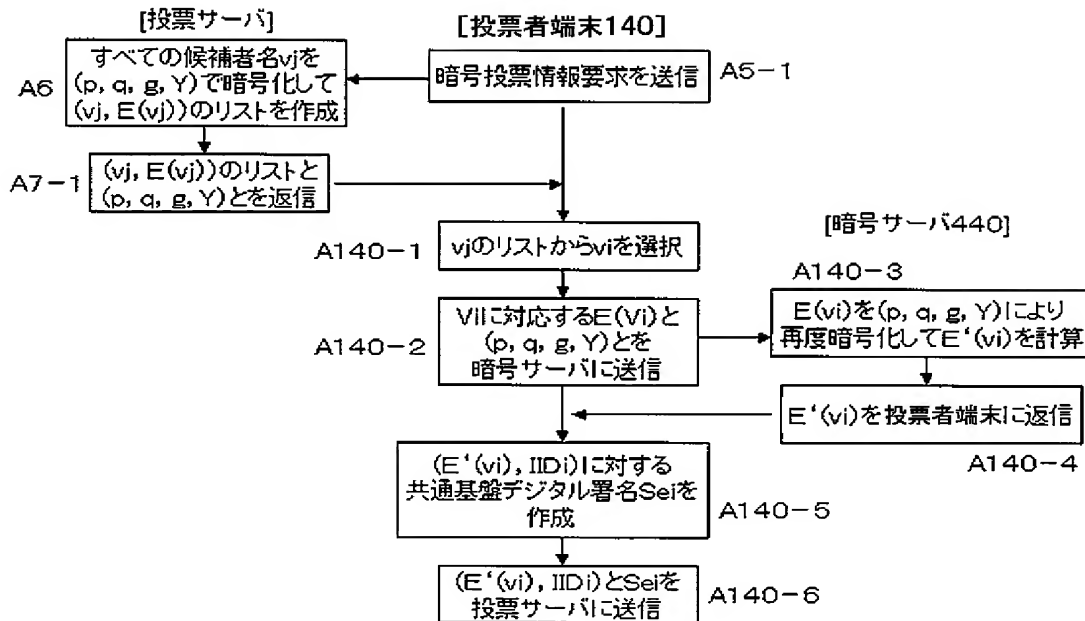 [投票サーバ]
[投票者端末140]
すべての候補者名vjを
(p, q, g, Y)で暗号化して
(vj, E(vj))のリストを作成
A6
暗号投票情報要求を送信
A5-1
A7-1
(vj, E(vj))のリストと
(p, q, g, Y)とを返信
A140-1
vjのリストからviを選択
[暗号サーバ440]
A140-3
A140-2
Viに対応するE(Vi)と
(p, q, g, Y)とを
暗号サーバに送信
E(vi)を(p, q, g, Y)により
再度暗号化してE‘(vi)を計算
E‘(vi)を投票者端末に返信
A140-4
(E‘(vi), IIDi)に対する
共通基盤デジタル署名Seiを
作成
A140-5
(E‘(vi), IIDi)とSeiを
投票サーバに送信
A140-6